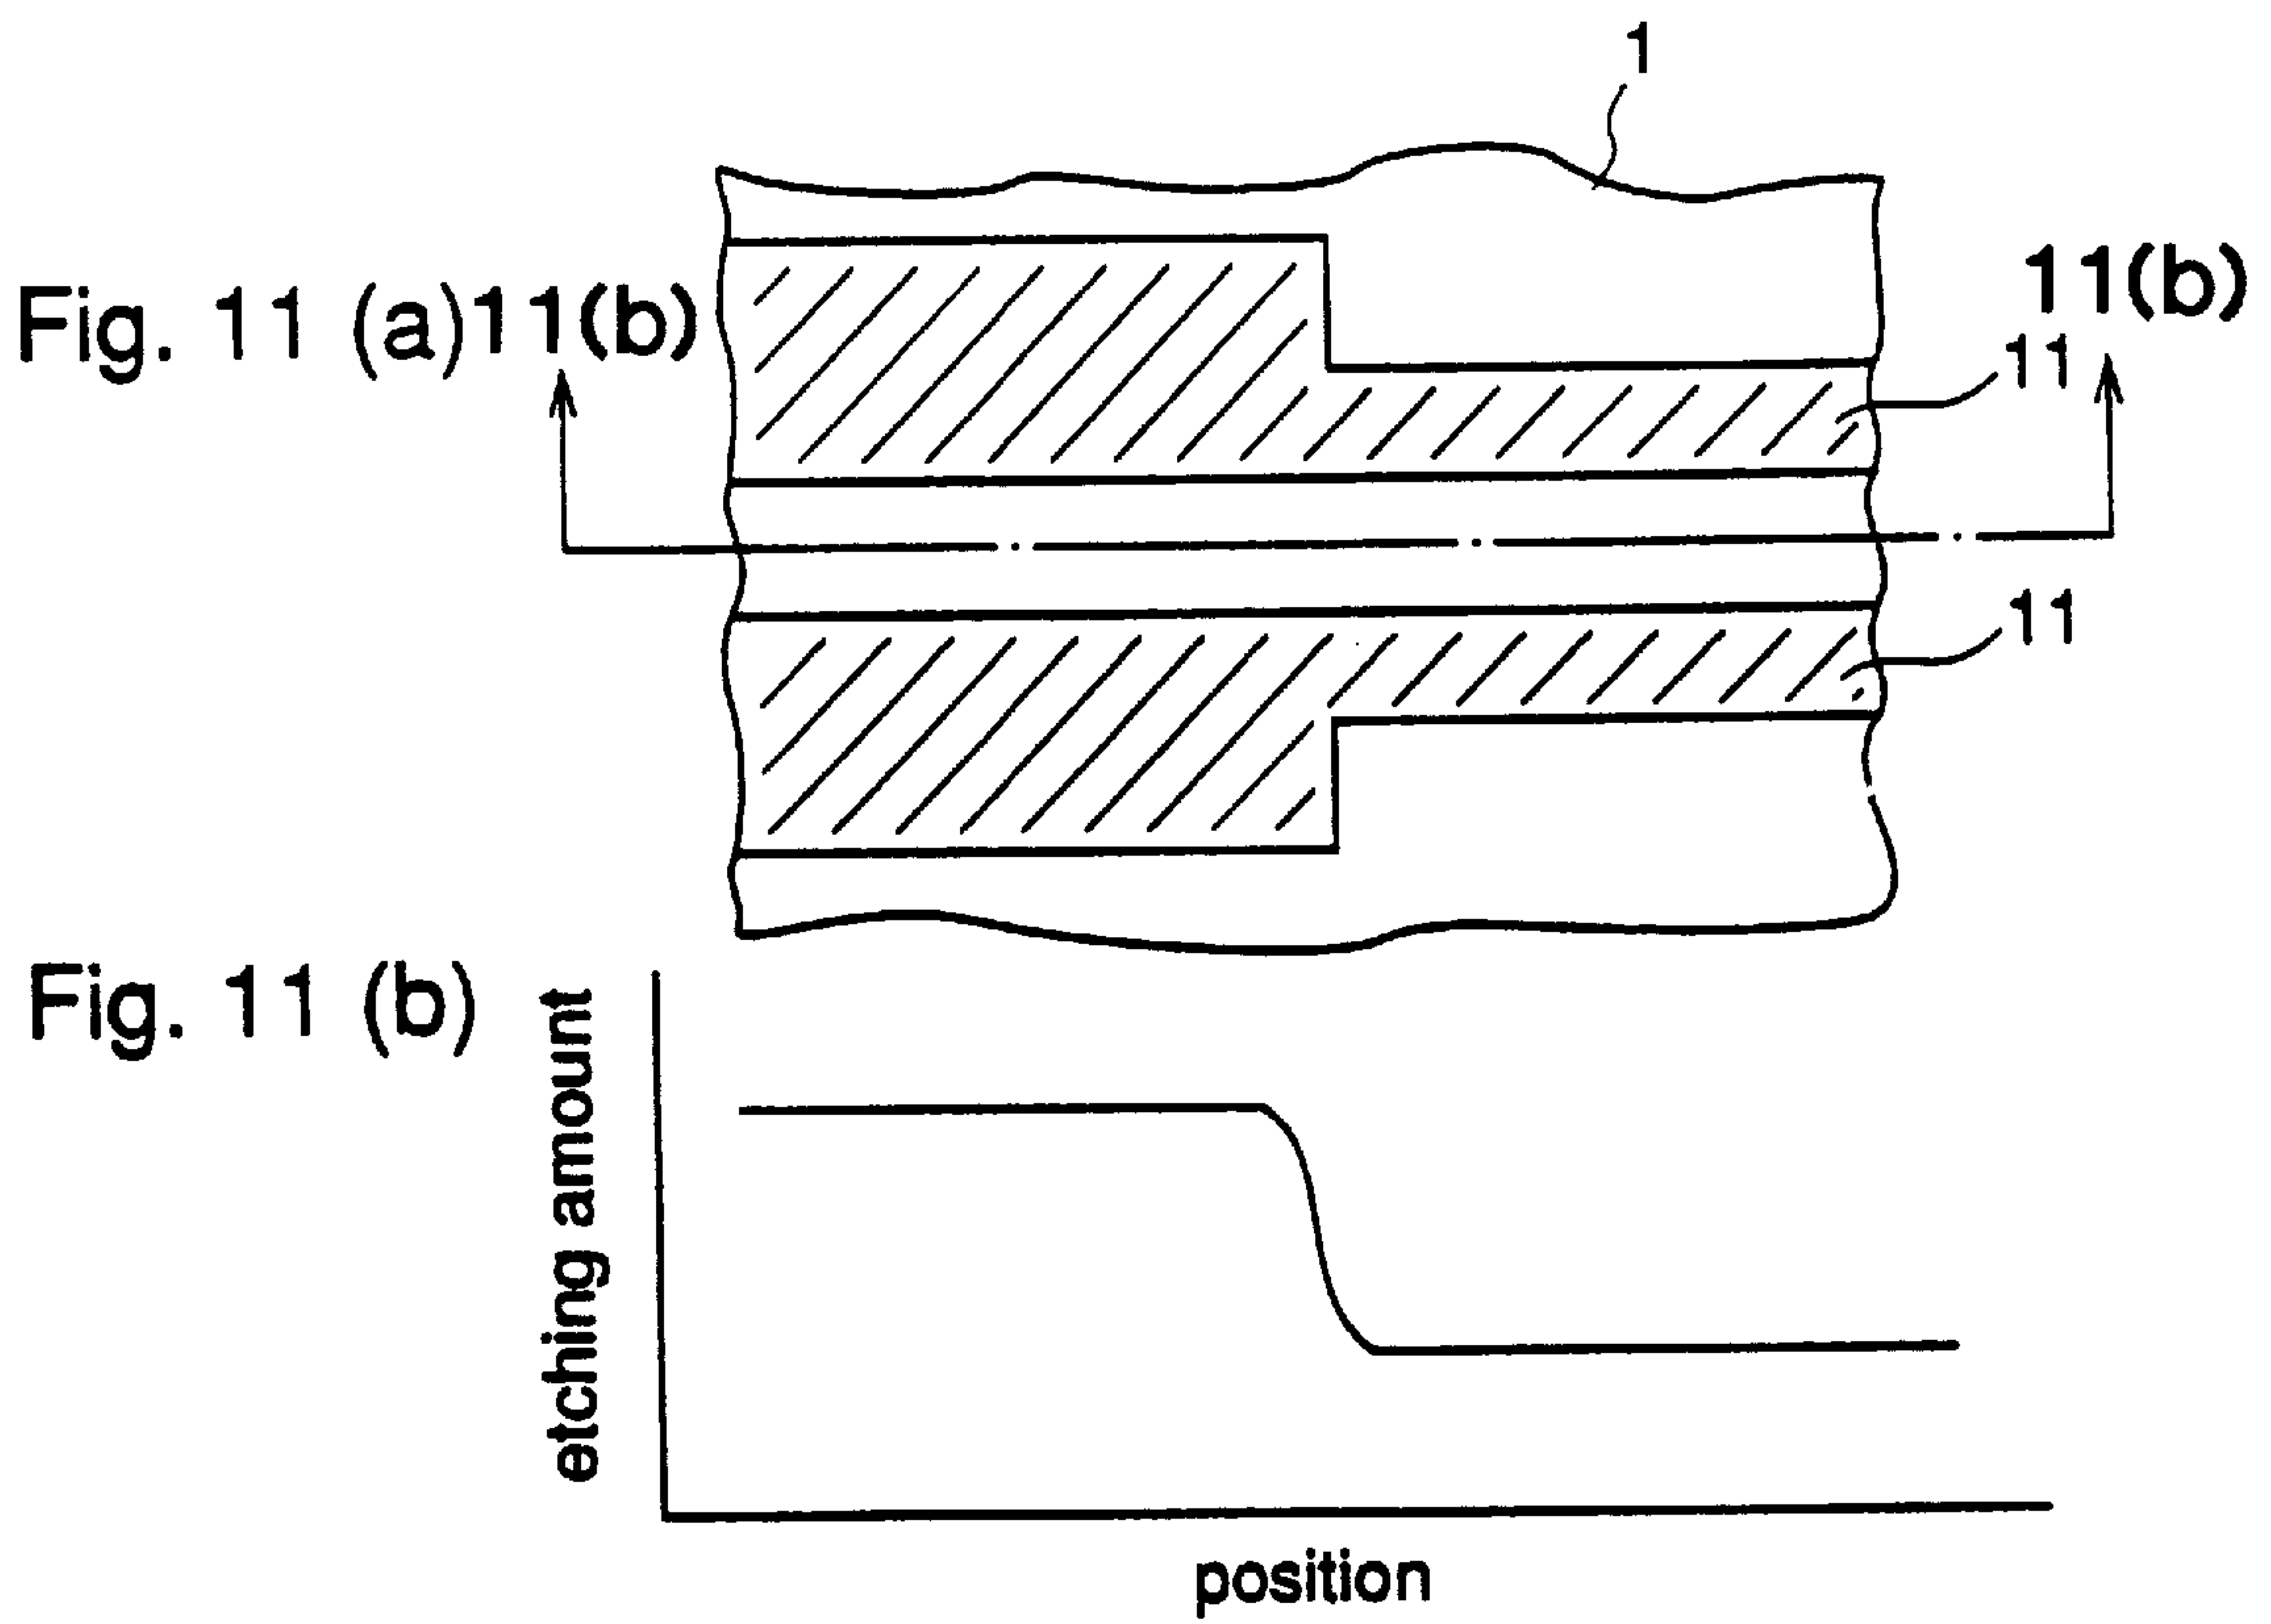 1
Fig. 11 (a)
11(b)
11(b)
11
11
Fig. 11 (b)
etching amount
position